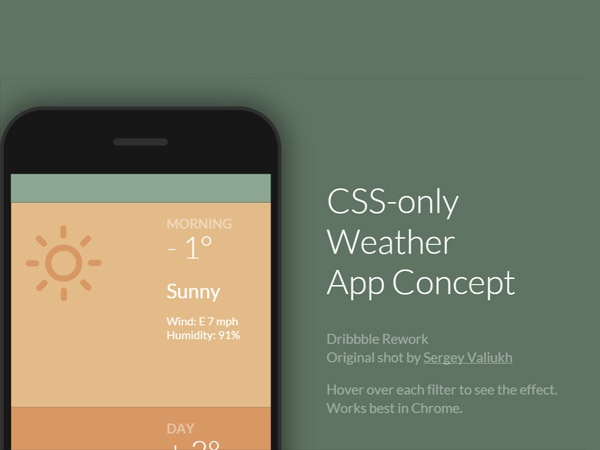 MORNING
- 1°
Sunny
Wind: E 7 mph
Humidity: 91%
DAY
+ 3°
CSS-only
Weather
App Concept
Dribbble Rework
Original shot by Sergey Valiukh
Hover over each filter to see the effect.
Works best in Chrome.